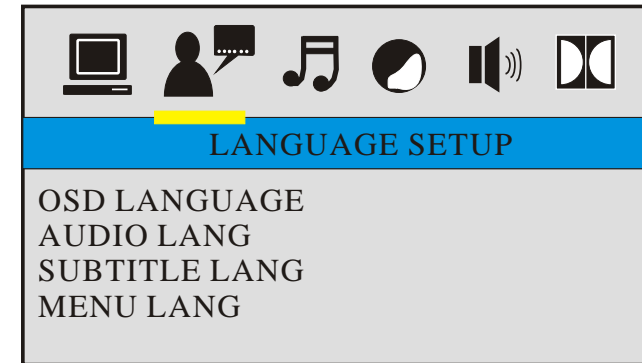 LANGUAGE SETUP
OSD LANGUAGE
AUDIO LANG
SUBTITLE LANG
MENU LANG